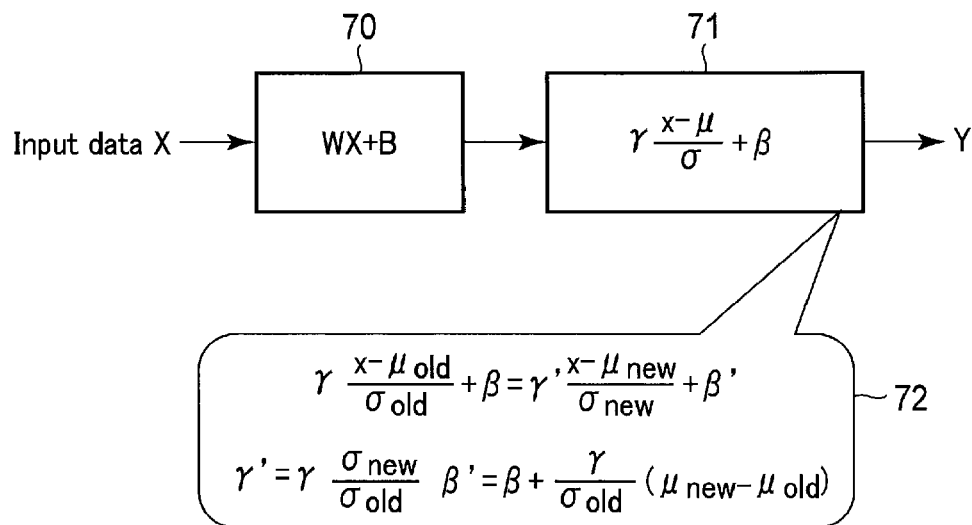 70 71
Input data X WX+B γ (x-μ)/σ + β Y
γ (x-μ old)/(σ old) + β = γ' (x-μ new)/(σ new) + β'
72
γ' = γ (σ new)/(σ old) β' = β + γ/(σ old) (μ new-μ old)